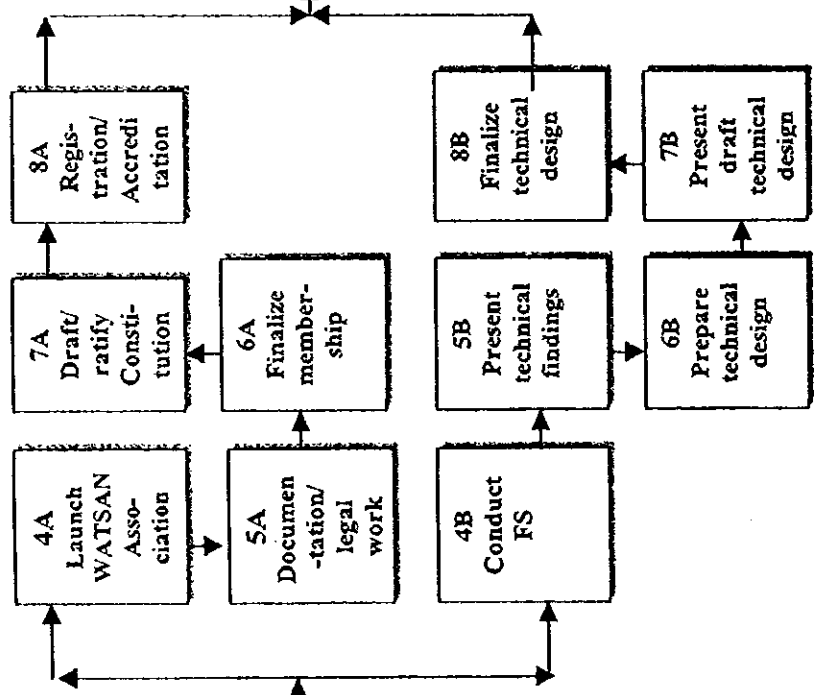 4A
Launch
WATSAN
Asso-
ciation
5A
Documen
-tation/
legal
work
6A
Finalize
member-
ship
7A
Draft/
ratify
Consti-
tution
8A
Regis-
tration/
Accredi
tation
4B
Conduct
FS
5B
Present
technical
findings
6B
Prepare
technical
design
7B
Present
draft
technical
design
8B
Finalize
technical
design